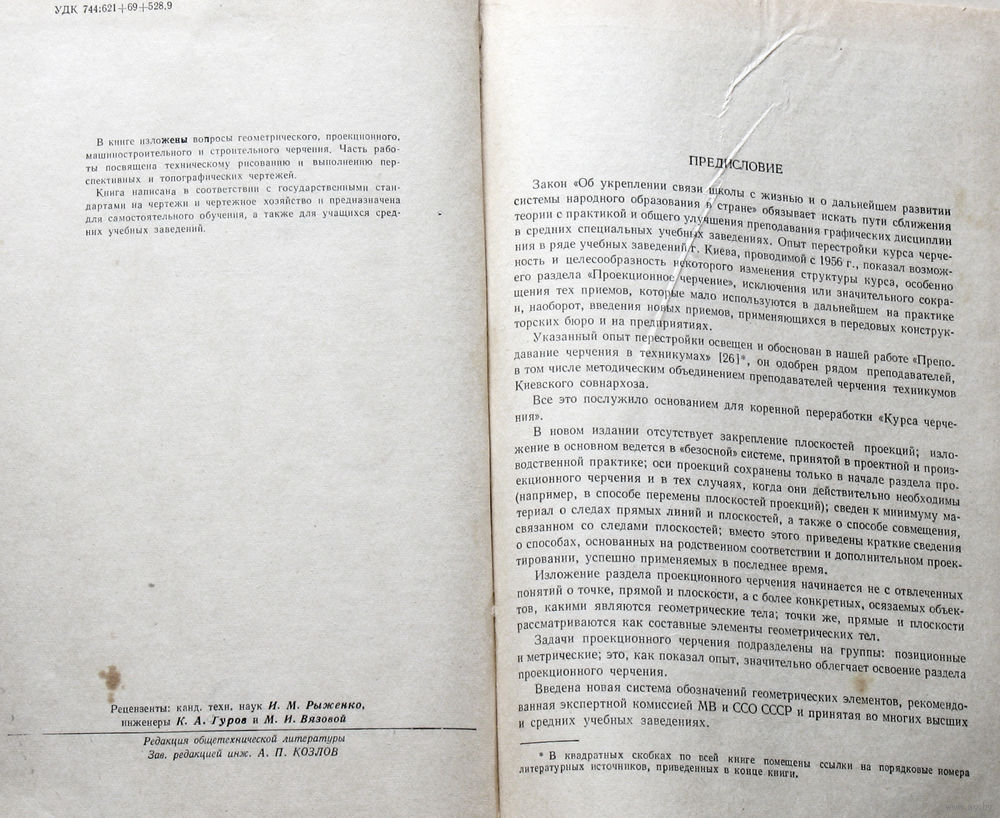 УДК 744:621+69+528.9
В книге изложены вопросы геометрического, проекционного,
машиностроительного и строительного черчения. Часть рабо-
ты посвящена техническому рисованию и выполнению пер-
спективных и топографических чертежей.
Книга написана в соответствии с государственными стан-
дартами на чертежи и чертежное хозяйство и предназначена
для самостоятельного обучения, а также для учащихся сред-
них учебных заведений.
Рецензенты: канд. техн. наук И. М. Рыженко,
инженеры К. А. Гуров и М. И. Вязовой
Редакция общетехнической литературы
Зав. редакцией инж. А. П. КОЗЛОВ
ПРЕДИСЛОВИЕ
Закон «Об укреплении связи школы с жизнью и о дальнейшем развитии
системы народного образования в стране» обязывает искать пути сближения
теории с практикой и общего улучшения преподавания графических дисциплин
в средних специальных учебных заведениях. Опыт перестройки курса черче-
ния в ряде учебных заведений г. Киева, проводимой с 1956 г., показал возмож-
ность и целесообразность некоторого изменения структуры курса, особенно
его раздела «Проекционное черчение», исключения или значительного сокра-
щения тех приемов, которые мало используются в дальнейшем на практике
и, наоборот, введения новых приемов, применяющихся в передовых конструк-
торских бюро и на предприятиях.
Указанный опыт перестройки освещен и обоснован в нашей работе «Препо-
давание черчения в техникумах» [26]*, он одобрен рядом преподавателей,
в том числе методическим объединением преподавателей черчения техникумов
Киевского совнархоза.
Все это послужило основанием для коренной переработки «Курса черче-
ния».
В новом издании отсутствует закрепление плоскостей проекций; изло-
жение в основном ведется в «безосной» системе, принятой в проектной и произ-
водственной практике; оси проекций сохранены только в начале раздела про-
екционного черчения и в тех случаях, когда они действительно необходимы
(например, в способе перемены плоскостей проекций); сведен к минимуму ма-
териал о следах прямых линий и плоскостей, а также о способе совмещения,
связанном со следами плоскостей; вместо этого приведены краткие сведения
о способах, основанных на родственном соответствии и дополнительном проек-
тировании, успешно применяемых в последнее время.
Изложение раздела проекционного черчения начинается не с отвлеченных
понятий о точке, прямой и плоскости, а с более конкретных, осязаемых объек-
тов, какими являются геометрические тела; точки же, прямые и плоскости
рассматриваются как составные элементы геометрических тел.
Задачи проекционного черчения подразделены на группы: позиционные
и метрические; это, как показал опыт, значительно облегчает освоение раздела
проекционного черчения.
Введена новая система обозначений геометрических элементов, рекомендо-
ванная экспертной комиссией МВ и ССО СССР и принятая во многих высших
и средних учебных заведениях.
* В квадратных скобках по всей книге помещены ссылки на порядковые номера
литературных источников, приведенных в конце книги.